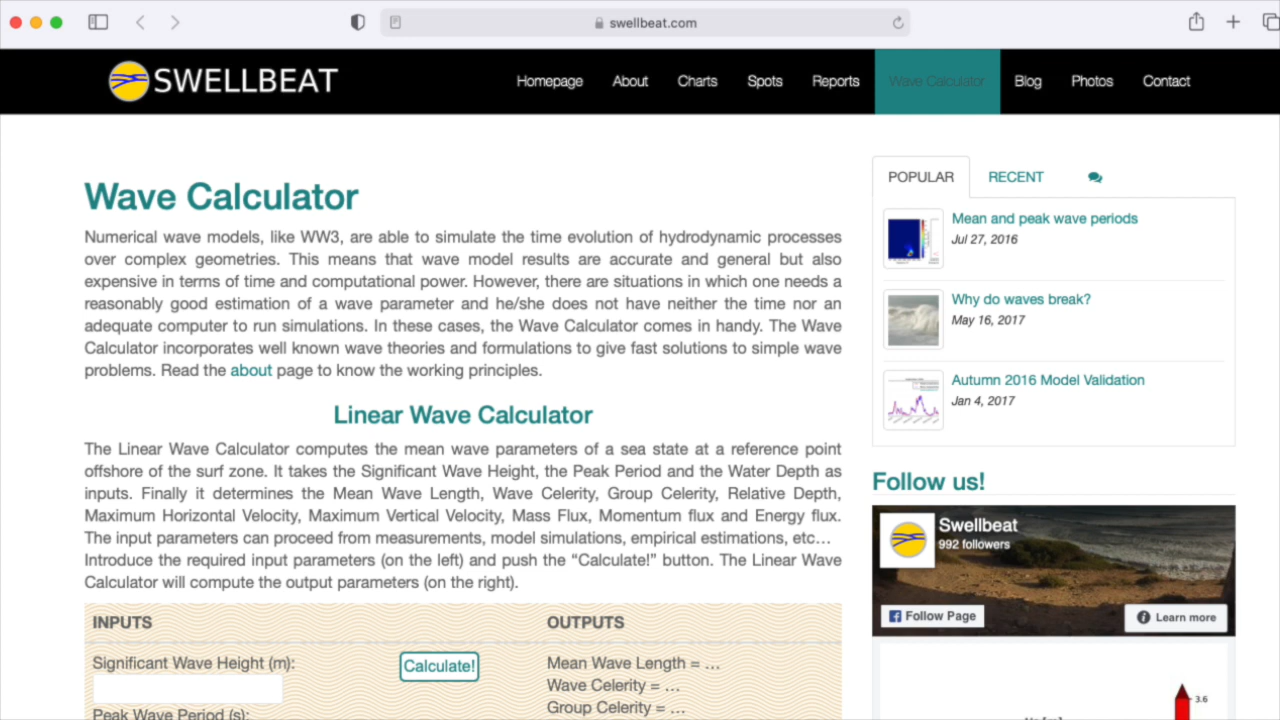 swellbeat.com
SWELLBEAT
Homepage
About
Charts
Spots
Reports
Wave Calculator
Blog
Photos
Contact
Wave Calculator
Numerical wave models, like WW3, are able to simulate the time evolution of hydrodynamic processes
over complex geometries. This means that wave model results are accurate and general but also
expensive in terms of time and computational power. However, there are situations in which one needs a
reasonably good estimation of a wave parameter and he/she does not have neither the time nor an
adequate computer to run simulations. In these cases, the Wave Calculator comes in handy. The Wave
Calculator incorporates well known wave theories and formulations to give fast solutions to simple wave
problems. Read the about page to know the working principles.
Linear Wave Calculator
The Linear Wave Calculator computes the mean wave parameters of a sea state at a reference point
offshore of the surf zone. It takes the Significant Wave Height, the Peak Period and the Water Depth as
inputs. Finally it determines the Mean Wave Length, Wave Celerity, Group Celerity, Relative Depth,
Maximum Horizontal Velocity, Maximum Vertical Velocity, Mass Flux, Momentum flux and Energy flux.
The input parameters can proceed from measurements, model simulations, empirical estimations, etc…
Introduce the required input parameters (on the left) and push the “Calculate!” button. The Linear Wave
Calculator will compute the output parameters (on the right).
INPUTS
Significant Wave Height (m):
Peak Wave Period (s):
Calculate!
OUTPUTS
Mean Wave Length = …
Wave Celerity = …
Group Celerity = …
POPULAR
RECENT
Mean and peak wave periods
Jul 27, 2016
Why do waves break?
May 16, 2017
Autumn 2016 Model Validation
Jan 4, 2017
Follow us!
Swellbeat
992 followers
Follow Page
Learn more
3.6